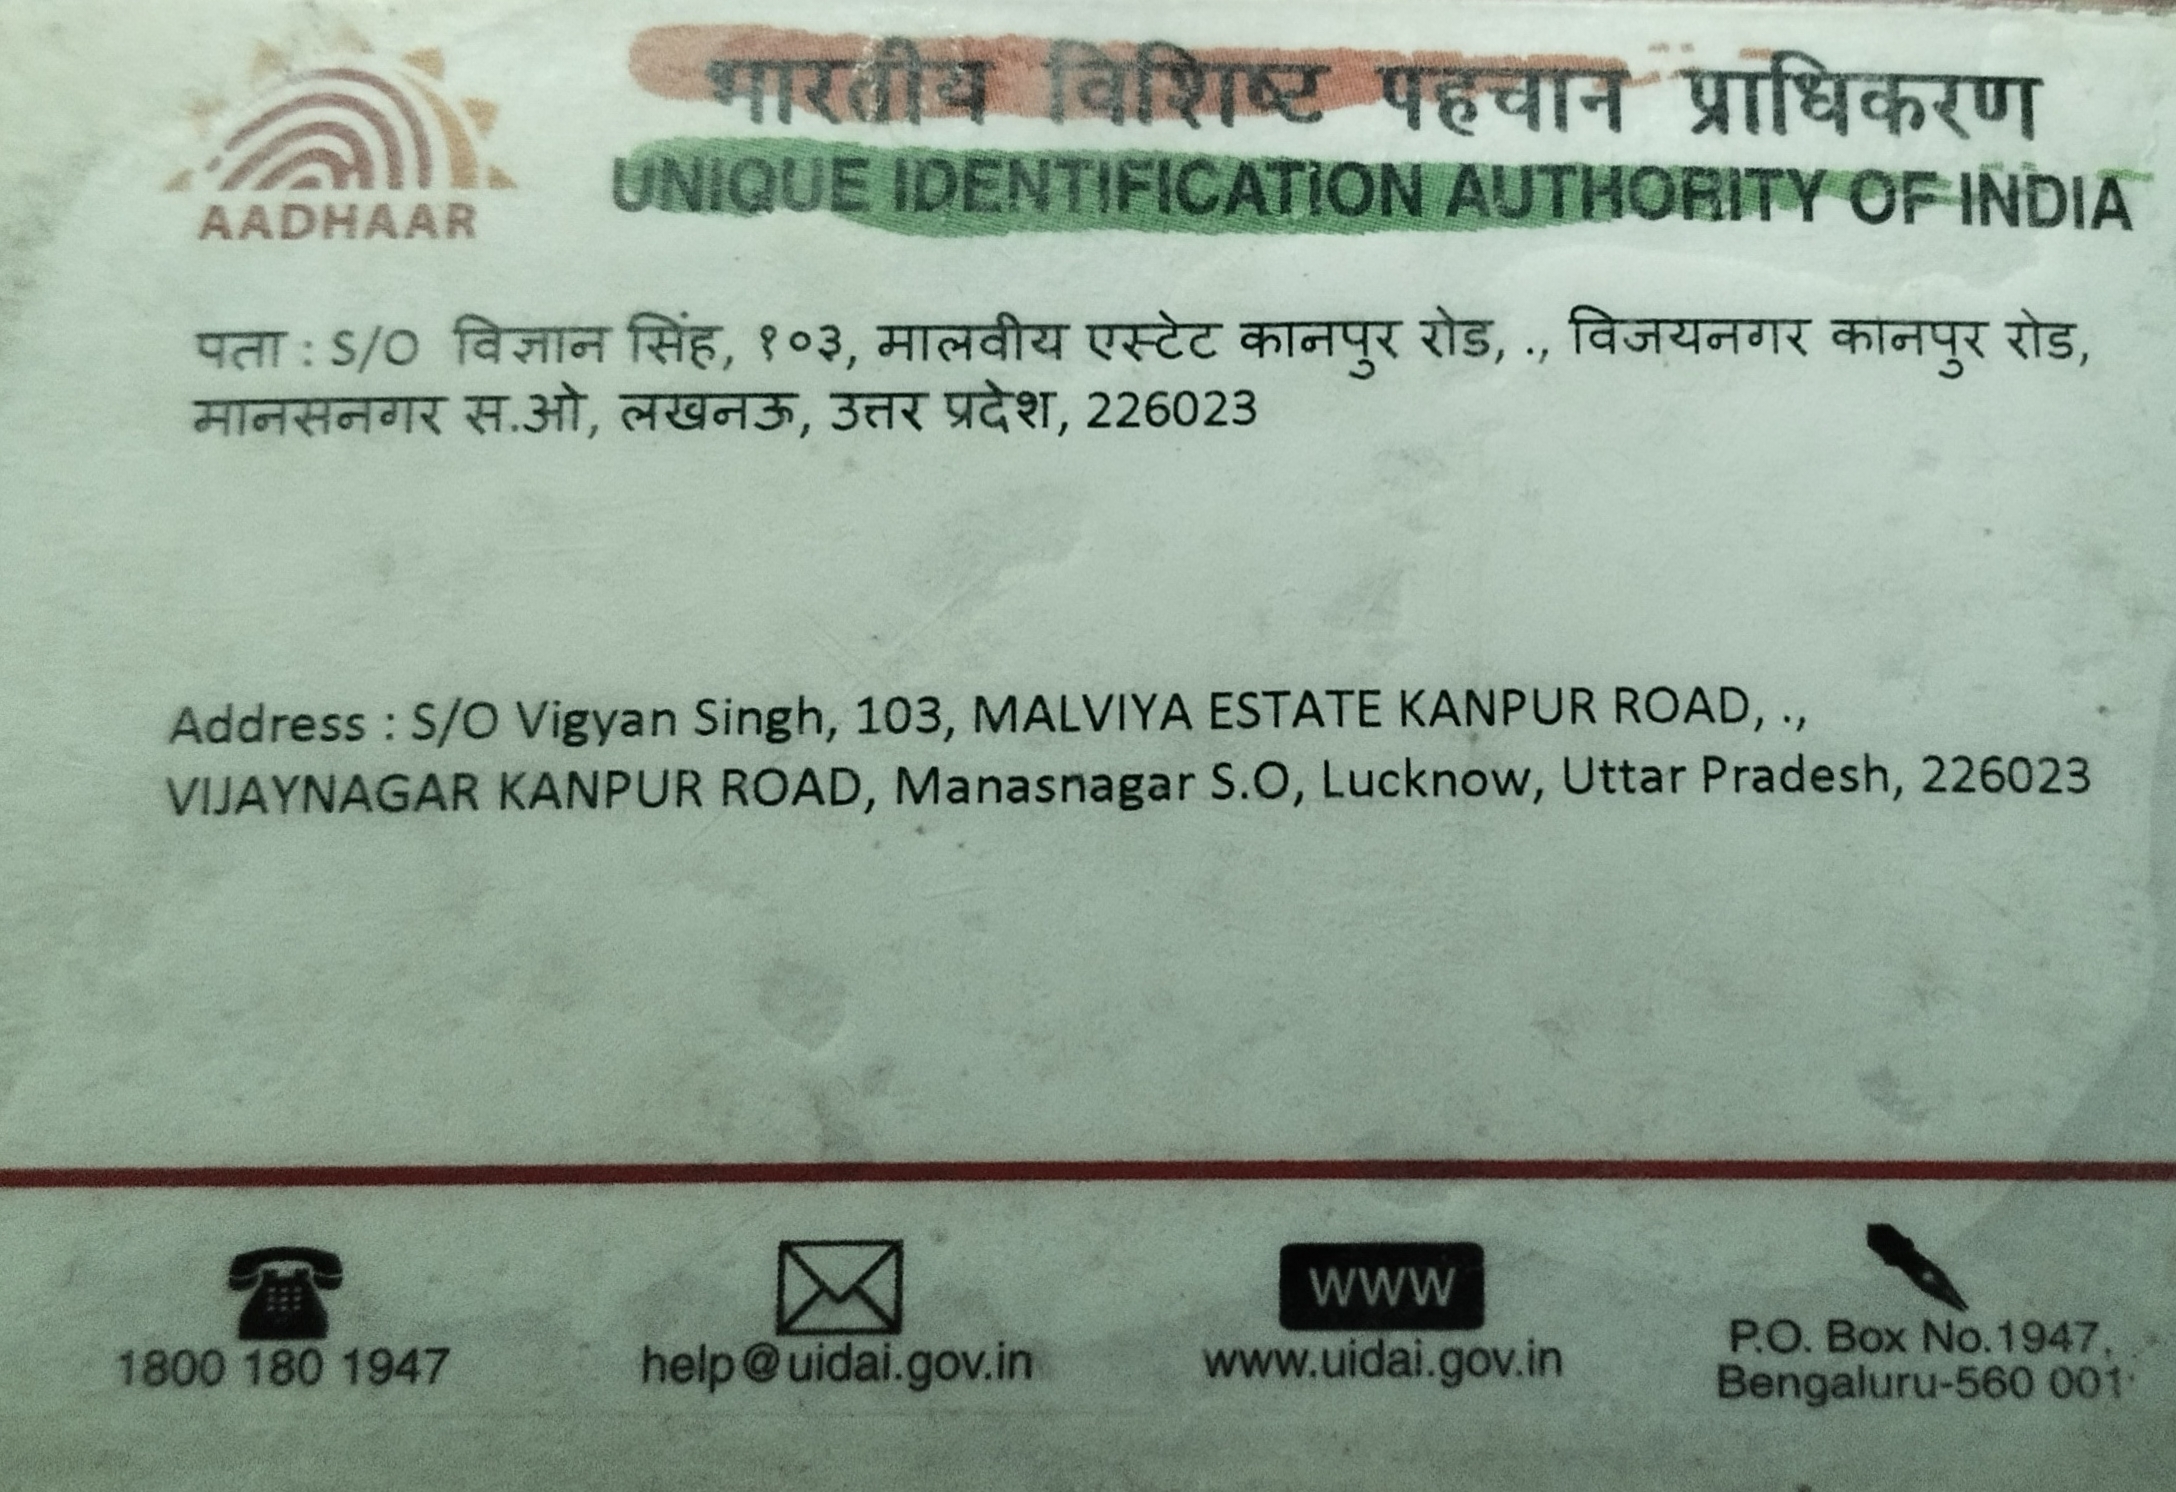 भारतीय विशिष्ट पहचान प्राधिकरण
UNIQUE IDENTIFICATION AUTHORITY OF INDIA
AADHAAR
पता : S/O विज्ञान सिंह, १०३, मालवीय एस्टेट कानपुर रोड, ., विजयनगर कानपुर रोड,
मानसनगर स.ओ, लखनऊ, उत्तर प्रदेश, 226023
Address : S/O Vigyan Singh, 103, MALVIYA ESTATE KANPUR ROAD, .,
VIJAYNAGAR KANPUR ROAD, Manasnagar S.O, Lucknow, Uttar Pradesh, 226023
1800 180 1947
help@uidai.gov.in
www
www.uidai.gov.in
P.O. Box No.1947,
Bengaluru-560 001